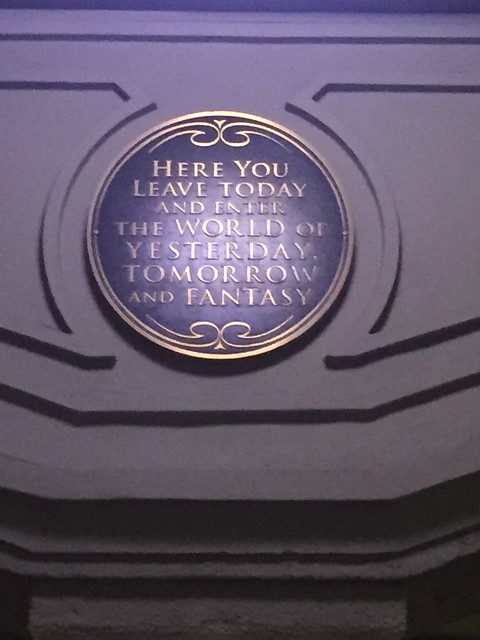 HERE YOU
LEAVE TODAY
AND ENTER
THE WORLD OF
YESTERDAY,
TOMORROW
AND FANTASY